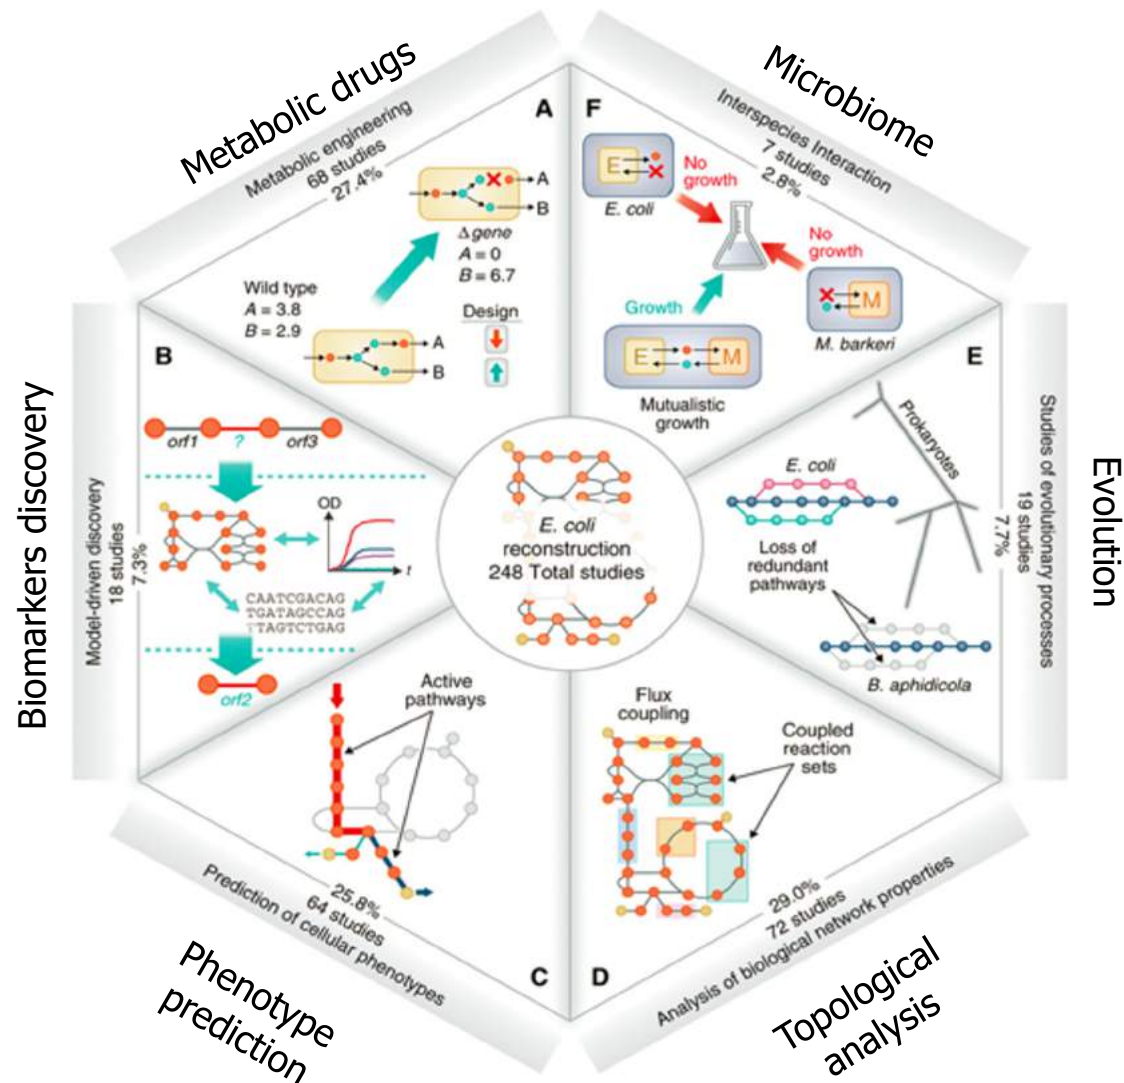 Metabolic drugs
Metabolic engineering
68 studies
27.4%
A
A
B
Δ gene
A = 0
B = 6.7
Wild type
A = 3.8
B = 2.9
Design
A
B
Microbiome
Interspecies Interaction
7 studies
2.8%
F
E
No
growth
E. coli
No
growth
M
M. barkeri
Growth
E
M
Mutualistic
growth
Biomarkers discovery
Model-driven discovery
18 studies
7.3%
B
orf1
?
orf3
OD
t
CAATCGACAG
TGATAGCCAG
TTAGTCTGAG
orf2
E. coli
reconstruction
248 Total studies
Evolution
Studies of evolutionary processes
19 studies
7.7%
E
Prokaryotes
E. coli
Loss of
redundant
pathways
B. aphidicola
Active
pathways
25.8%
64 studies
Prediction of cellular phenotypes
C
Phenotype
prediction
Flux
coupling
Coupled
reaction
sets
29.0%
72 studies
Analysis of biological network properties
D
Topological
analysis